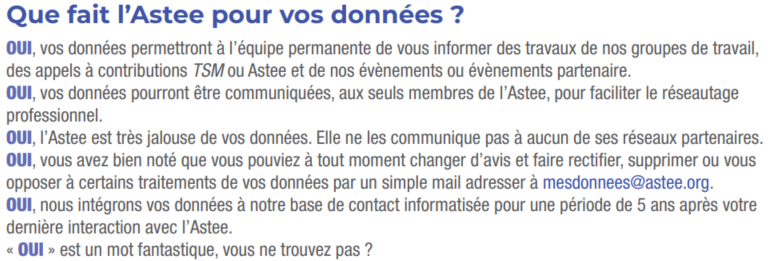 Que fait l’Astee pour vos données ?
OUI, vos données permettront à l’équipe permanente de vous informer des travaux de nos groupes de travail,
des appels à contributions TSM ou Astee et de nos évènements ou évènements partenaire.
OUI, vos données pourront être communiquées, aux seuls membres de l’Astee, pour faciliter le réseautage
professionnel.
OUI, l’Astee est très jalouse de vos données. Elle ne les communique pas à aucun de ses réseaux partenaires.
OUI, vous avez bien noté que vous pouviez à tout moment changer d’avis et faire rectifier, supprimer ou vous
opposer à certains traitements de vos données par un simple mail adresser à mesdonnees@astee.org.
OUI, nous intégrons vos données à notre base de contact informatisée pour une période de 5 ans après votre
dernière interaction avec l’Astee.
« OUI » est un mot fantastique, vous ne trouvez pas ?